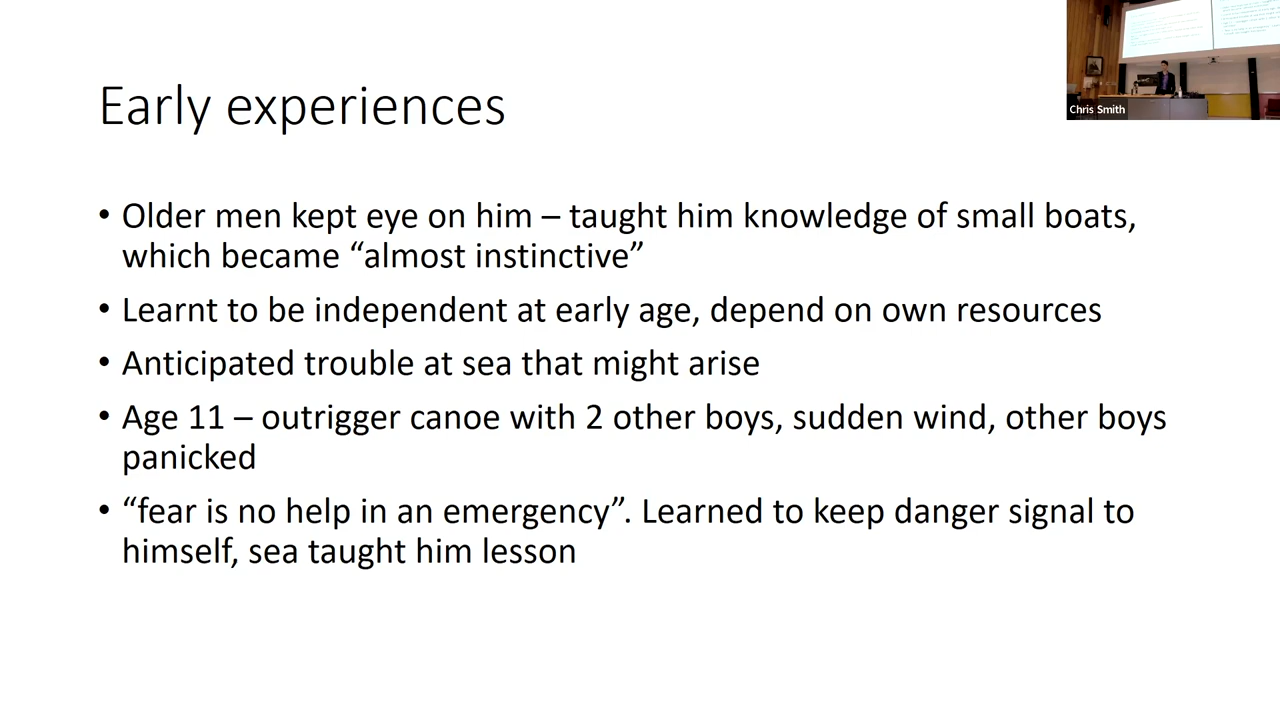 Early experiences
Chris Smith
• Older men kept eye on him – taught him knowledge of small boats,
which became “almost instinctive”
• Learnt to be independent at early age, depend on own resources
• Anticipated trouble at sea that might arise
• Age 11 – outrigger canoe with 2 other boys, sudden wind, other boys
panicked
• “fear is no help in an emergency”. Learned to keep danger signal to
himself, sea taught him lesson